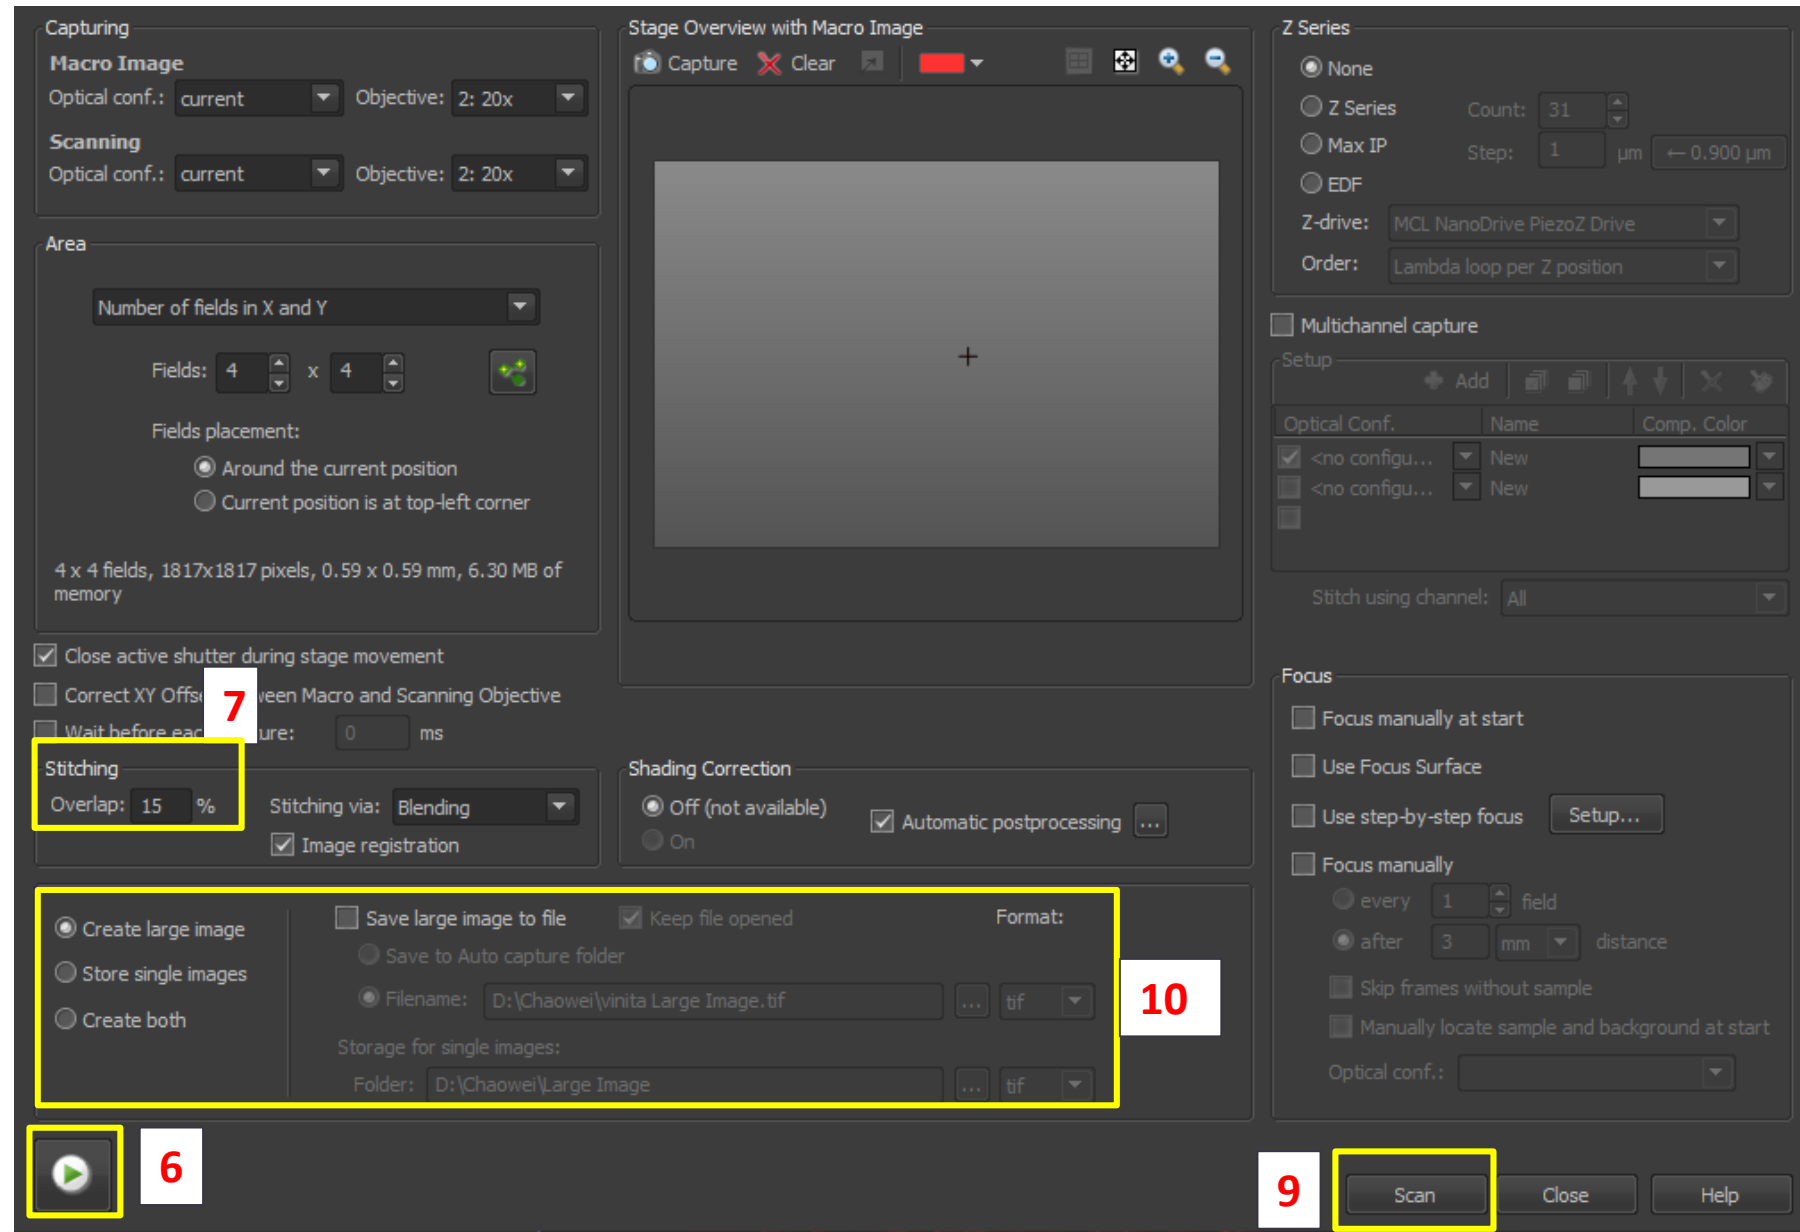 Capturing
Macro Image
Optical conf.: current Objective: 2: 20x
Scanning
Optical conf.: current Objective: 2: 20x
Area
Number of fields in X and Y
Fields: 4 x 4
Fields placement:
Around the current position
Current position is at top-left corner
4 x 4 fields, 1817x1817 pixels, 0.59 x 0.59 mm, 6.30 MB of
memory
Close active shutter during stage movement
Correct XY Offse ween Macro and Scanning Objective
7
Wait before eac ure: 0 ms
Stitching
Overlap: 15 % Stitching via: Blending
Image registration
Stage Overview with Macro Image
Capture Clear
Shading Correction
Off (not available)
On
Automatic postprocessing ...
Create large image
Store single images
Create both
Save large image to file Keep file opened Format:
Save to Auto capture folder
Filename: D:\Chaowei\vinita Large Image.tif ... tif
Storage for single images:
Folder: D:\Chaowei\Large Image ... tif
10
6
Z Series
None
Z Series Count: 31
Max IP Step: 1 µm ← 0.900 µm
EDF
Z-drive: MCL NanoDrive PiezoZ Drive
Order: Lambda loop per Z position
Multichannel capture
Setup
Add
Optical Conf. Name Comp. Color
<no configu... New
<no configu... New
Stitch using channel: All
Focus
Focus manually at start
Use Focus Surface
Use step-by-step focus Setup...
Focus manually
every 1 field
after 3 mm distance
Skip frames without sample
Manually locate sample and background at start
Optical conf.:
9
Scan Close Help